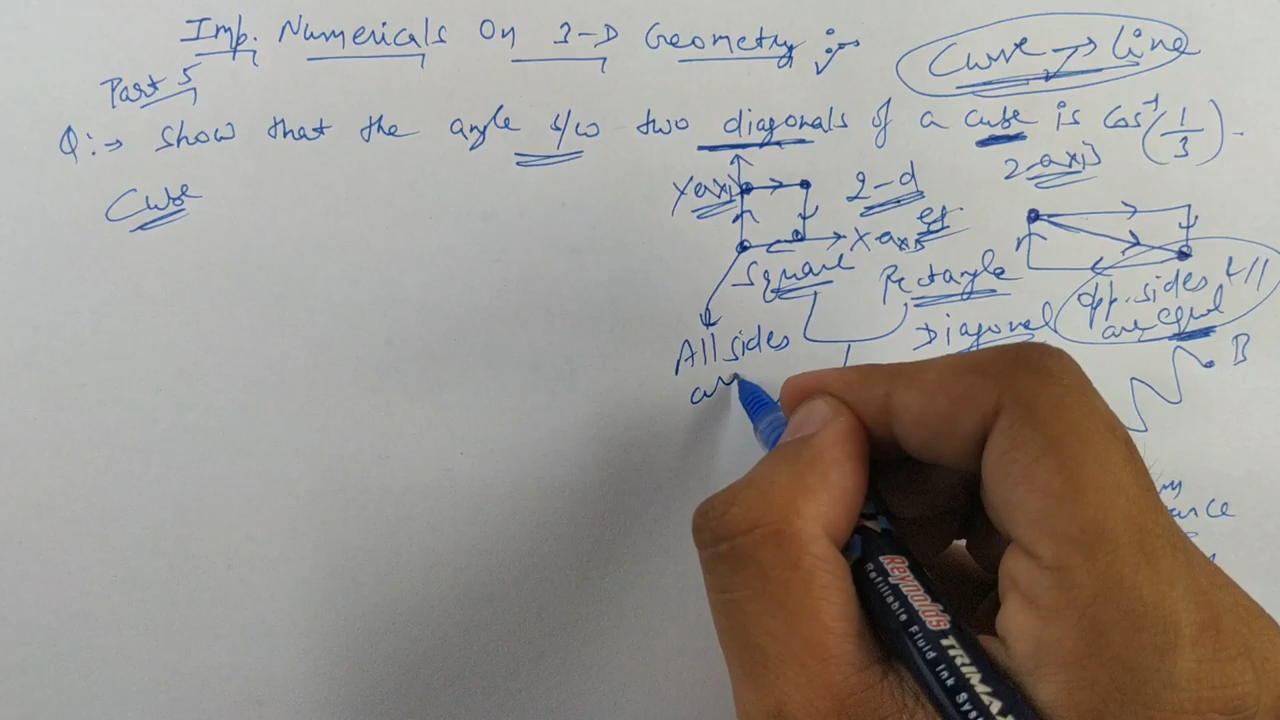 Imp. Numericals On 3-D Geometry :-
Curve → Line
Part 5
Q:→ Show that the angle b/w two diagonals of a cube is Cos⁻¹(1/3).
2-axis
Cube
Y axis
2-d
X axis
Square
Rectangle
Opp. sides
are equal
Diagonal
All sides
are
B
Reynolds TRIMAX
Refillable Fluid Ink Sys